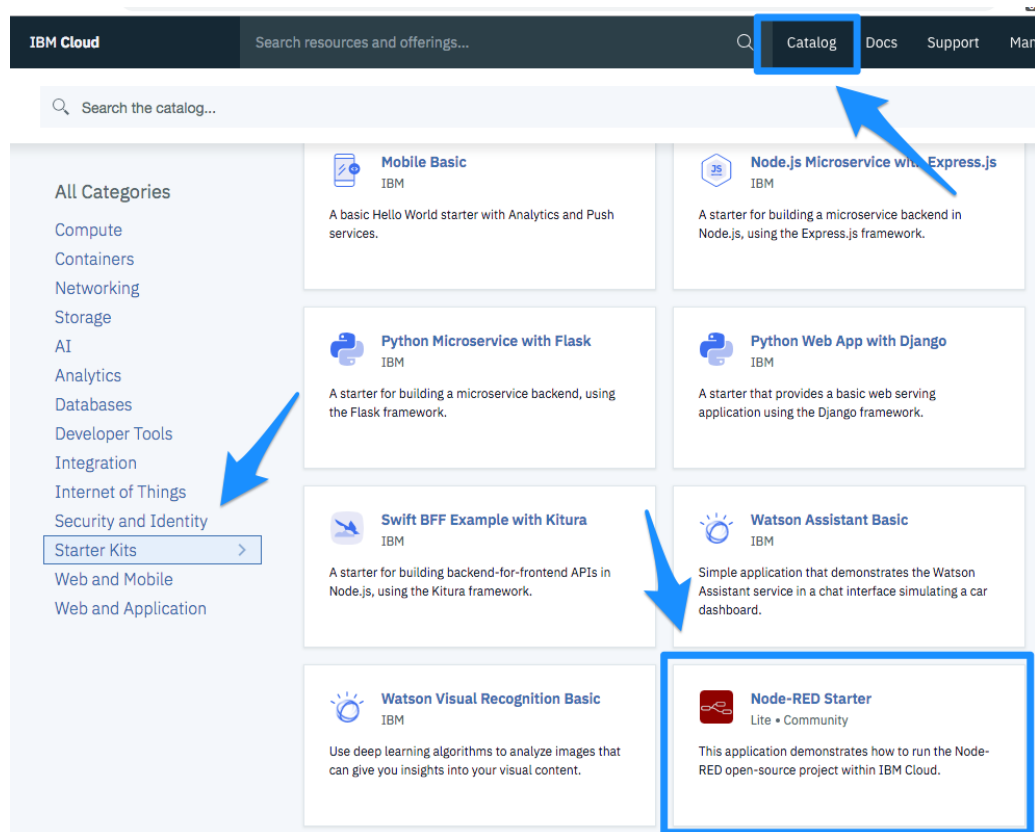 IBM Cloud
Search resources and offerings...
Catalog
Docs
Support
Search the catalog...
All Categories
Compute
Containers
Networking
Storage
AI
Analytics
Databases
Developer Tools
Integration
Internet of Things
Security and Identity
Starter Kits
Web and Mobile
Web and Application
Mobile Basic
IBM
A basic Hello World starter with Analytics and Push
services.
Node.js Microservice with Express.js
IBM
A starter for building a microservice backend in
Node.js, using the Express.js framework.
Python Microservice with Flask
IBM
A starter for building a microservice backend, using
the Flask framework.
Python Web App with Django
IBM
A starter that provides a basic web serving
application using the Django framework.
Swift BFF Example with Kitura
IBM
A starter for building backend-for-frontend APIs in
Node.js, using the Kitura framework.
Watson Assistant Basic
IBM
Simple application that demonstrates the Watson
Assistant service in a chat interface simulating a car
dashboard.
Watson Visual Recognition Basic
IBM
Use deep learning algorithms to analyze images that
can give you insights into your visual content.
Node-RED Starter
Lite • Community
This application demonstrates how to run the Node-
RED open-source project within IBM Cloud.